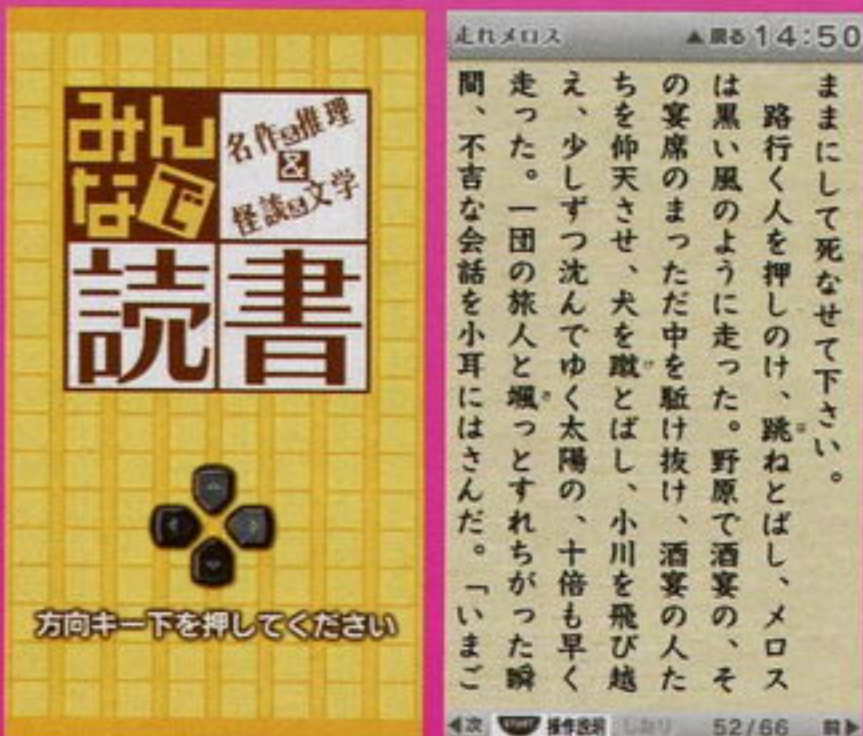 みんなで
名作の推理
&
怪談の文学
読書
方向キー下を押してください
走れメロス
▲戻る 14:50
ままにして死なせて下さい。
路行く人を押しのけ、跳ねとばし、メロス
は黒い風のように走った。野原で酒宴の、そ
の宴席のまっただ中を駈け抜け、酒宴の人た
ちを仰天させ、犬を蹴とばし、小川を飛び越
え、少しずつ沈んでゆく太陽の、十倍も早く
走った。一団の旅人と颯っとすれちがった瞬
間、不吉な会話を小耳にはさんだ。「いまご
◀次 START 操作説明 しおり 52/66 前▶